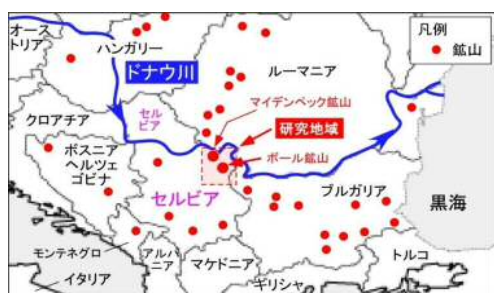 オース
トリア
ハンガリー
ドナウ川
ルーマニア
凡例
鉱山
セル
ビア
マイデンペック鉱山
クロアチア
研究地域
ボスニア
ヘルツェ
ゴビナ
ボール鉱山
セルビア
ブルガリア
黒海
モンテネグロ
アルバ
ニア
マケドニア
トルコ
イタリア
ギリシャ